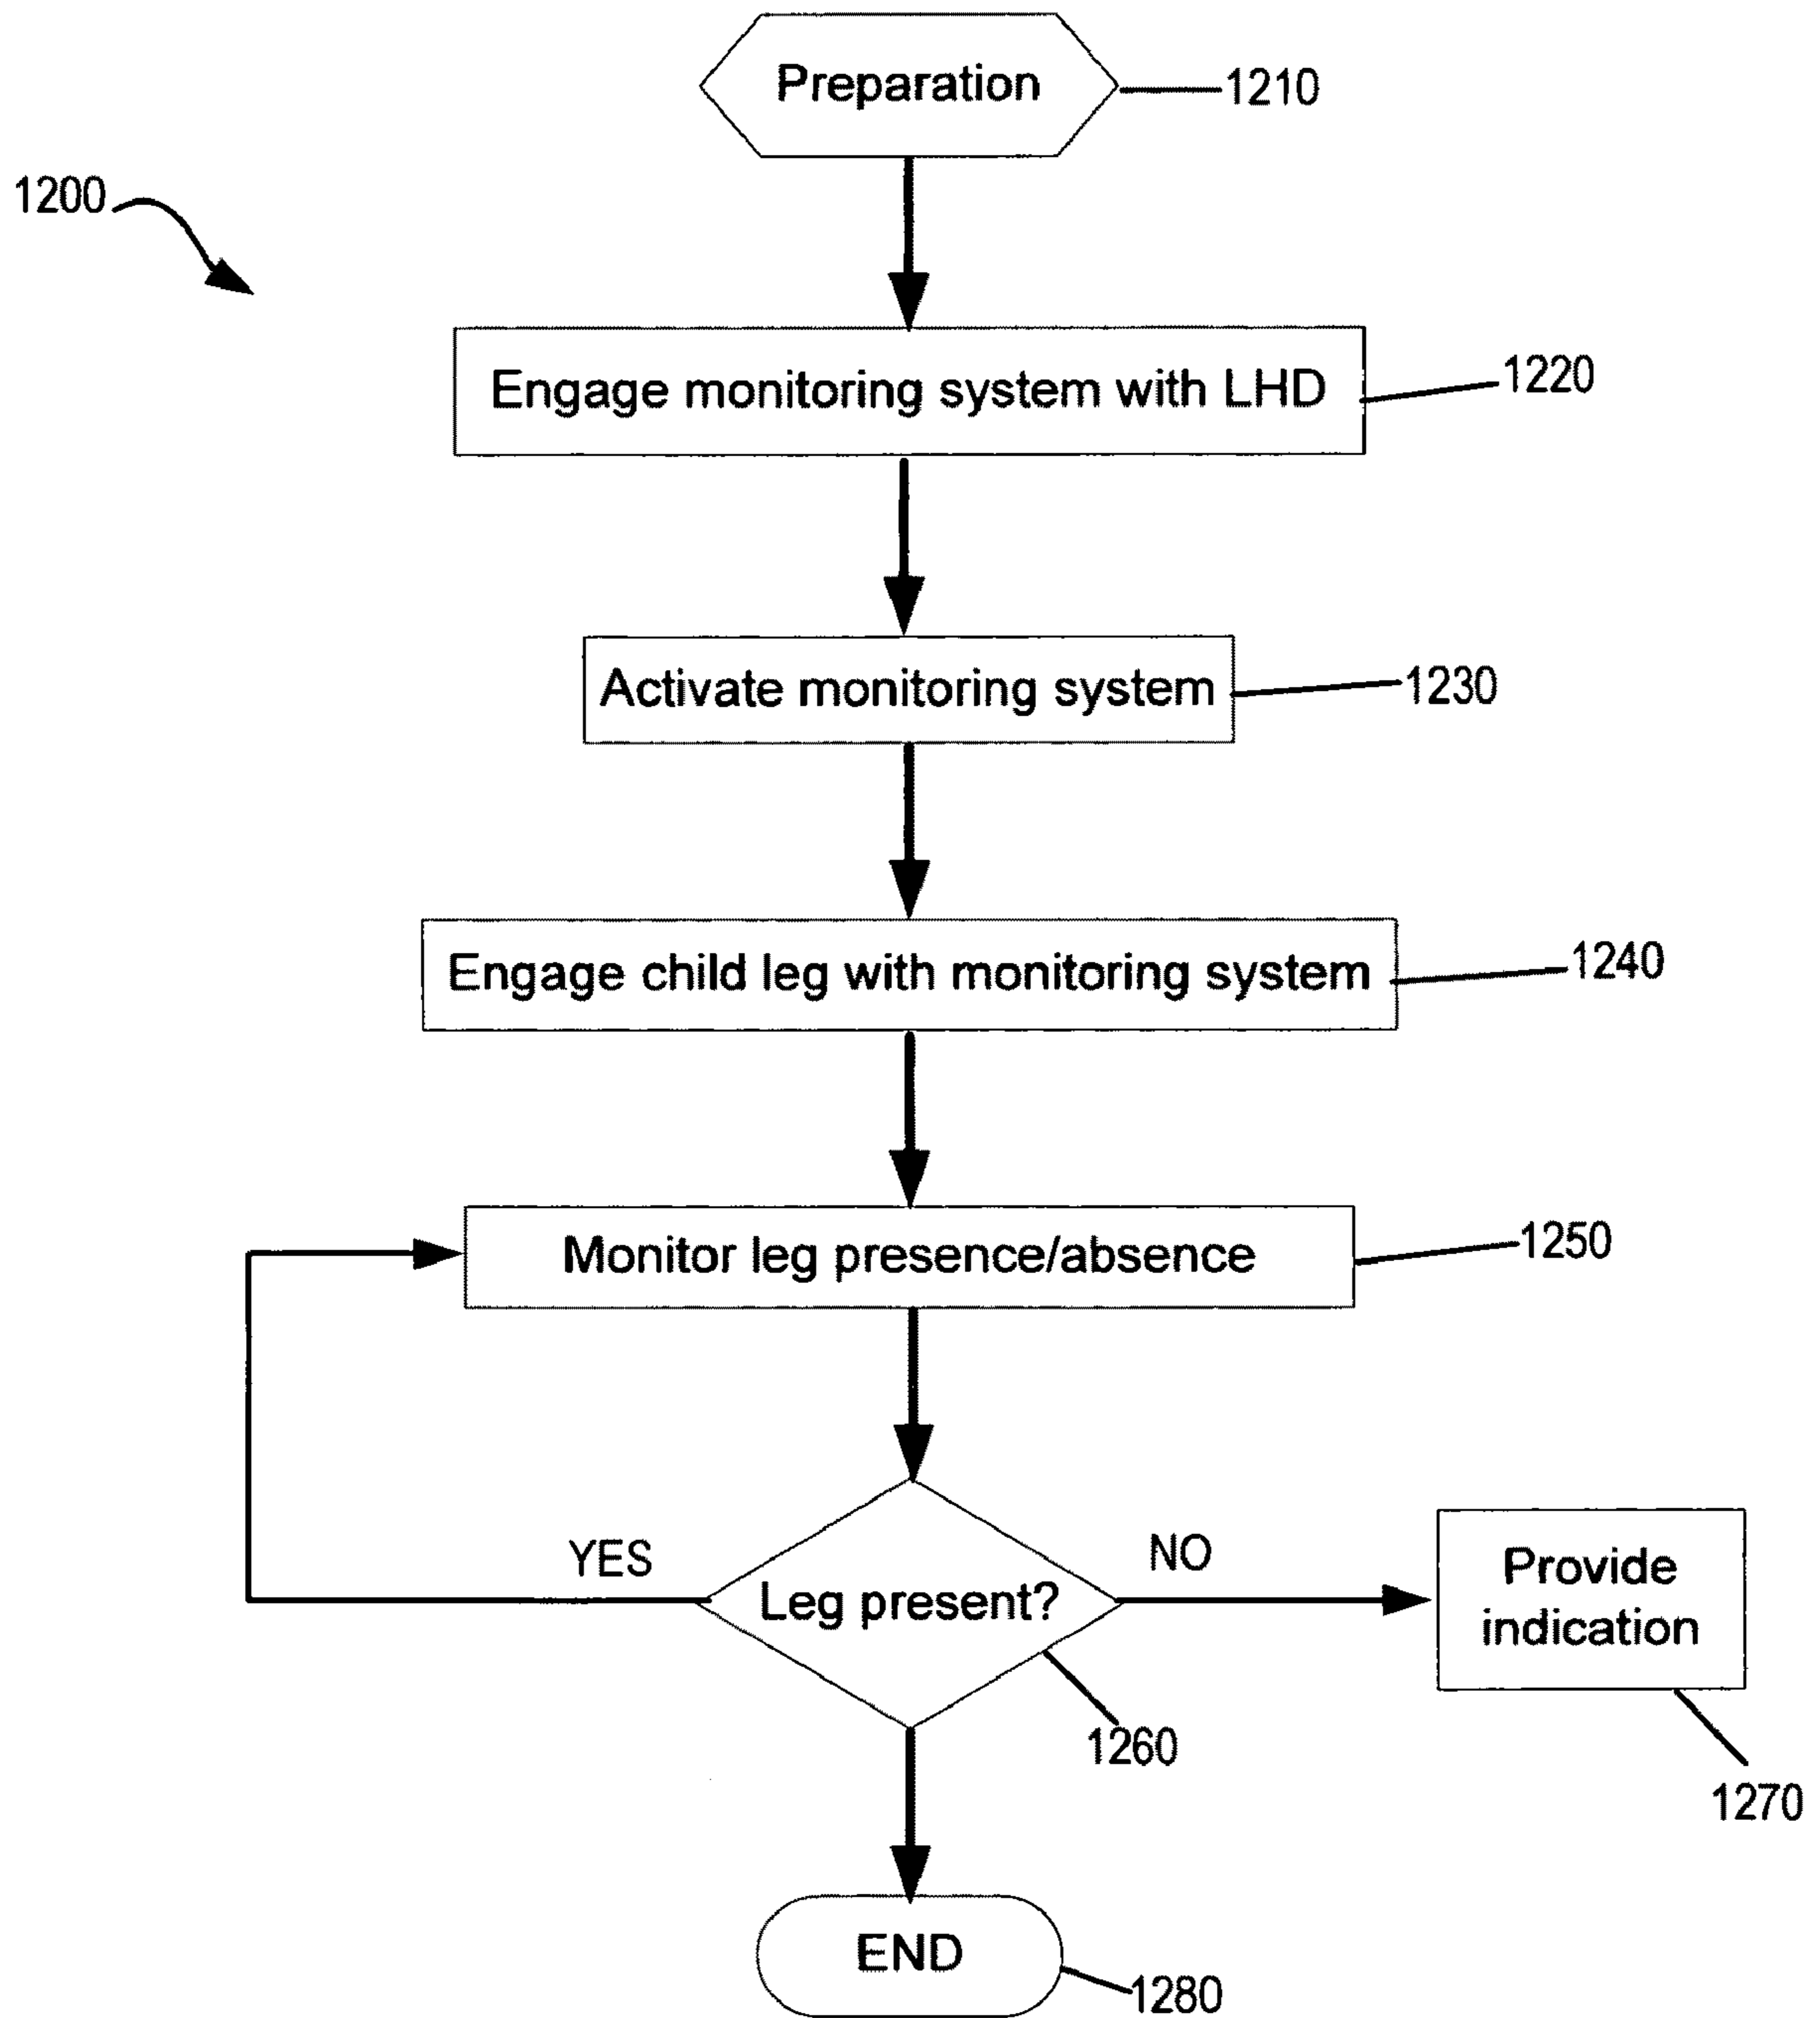 Preparation
1210
1200
Engage monitoring system with LHD
1220
Activate monitoring system
1230
Engage child leg with monitoring system
1240
Monitor leg presence/absence
1250
YES
NO
Leg present?
Provide
indication
1260
1270
END
1280